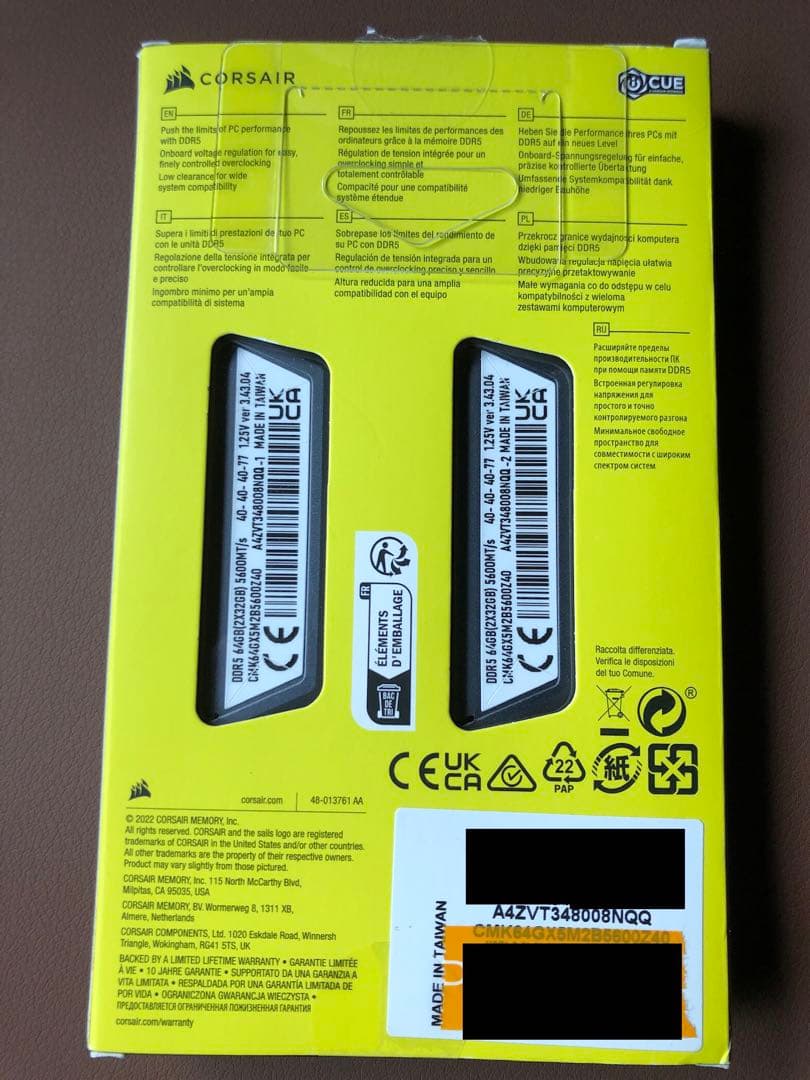 CORSAIR
iCUE
EN
Push the limits of PC performance
with DDR5
Onboard voltage regulation for easy,
finely controlled overclocking
Low clearance for wide
system compatibility
FR
Repoussez les limites de performances des
ordinateurs grâce à la mémoire DDR5
Régulation de tension intégrée pour un
overclocking simple et
totalement contrôlable
Compacité pour une compatibilité
système étendue
DE
Heben Sie die Performance Ihres PCs mit
DDR5 auf ein neues Level
Onboard-Spannungsregelung für einfache,
präzise kontrollierte Übertaktung
Umfassende Systemkompatibilität dank
niedriger Bauhöhe
IT
Supera i limiti di prestazioni del tuo PC
con le unità DDR5
Regolazione della tensione integrata per
controllare l'overclocking in modo facile
e preciso
Ingombro minimo per un'ampia
compatibilità di sistema
ES
Sobrepase los límites del rendimiento de
su PC con DDR5
Regulación de tensión integrada para un
control de overclocking preciso y sencillo
Altura reducida para una amplia
compatibilidad con el equipo
PL
Przekrocz granice wydajności komputera
dzięki pamięci DDR5
Wbudowana regulacja napięcia ułatwia
precyzyjne przetaktowywanie
Małe wymagania co do odstępu w celu
kompatybilności z wieloma
zestawami komputerowym
RU
Расширяйте пределы
производительности ПК
при помощи памяти DDR5
Встроенная регулировка
напряжения для
простого и точно
контролируемого разгона
Минимальное свободное
пространство для
совместимости с широким
спектром систем
DDR5 64GB(2X32GB) 5600MT/s 40-40-40-77 1.25V ver 3.43.04
CMK64GX5M2B5600Z40 A4ZVT348008NQQ -1 MADE IN TAIWAN
CE
UK
CA
DDR5 64GB(2X32GB) 5600MT/s 40-40-40-77 1.25V ver 3.43.04
CMK64GX5M2B5600Z40 A4ZVT348008NQQ -2 MADE IN TAIWAN
CE
UK
CA
FR
ÉLÉMENTS
D'EMBALLAGE
BAC
DE
TRI
Raccolta differenziata.
Verifica le disposizioni
del tuo Comune.
®
CE
UK
CA
22
PAP
紙
corsair.com
48-013761 AA
© 2022 CORSAIR MEMORY, Inc.
All rights reserved. CORSAIR and the sails logo are registered
trademarks of CORSAIR in the United States and/or other countries.
All other trademarks are the property of their respective owners.
Product may vary slightly from those pictured.
CORSAIR MEMORY, Inc. 115 North McCarthy Blvd,
Milpitas, CA 95035, USA
CORSAIR MEMORY, BV. Wormerweg 8, 1311 XB,
Almere, Netherlands
CORSAIR COMPONENTS, Ltd. 1020 Eskdale Road, Winnersh
Triangle, Wokingham, RG41 5TS, UK
BACKED BY A LIMITED LIFETIME WARRANTY • GARANTIE LIMITÉE
À VIE • 10 JAHRE GARANTIE • SUPPORTATO DA UNA GARANZIA A
VITA LIMITATA • RESPALDADA POR UNA GARANTÍA LIMITADA DE
POR VIDA • OGRANICZONA GWARANCJA WIECZYSTA •
ПРЕДОСТАВЛЯЕТСЯ ОГРАНИЧЕННАЯ ПОЖИЗНЕННАЯ ГАРАНТИЯ
corsair.com/warranty
MADE IN TAIWAN
A4ZVT348008NQQ
CMK64GX5M2B5600Z40